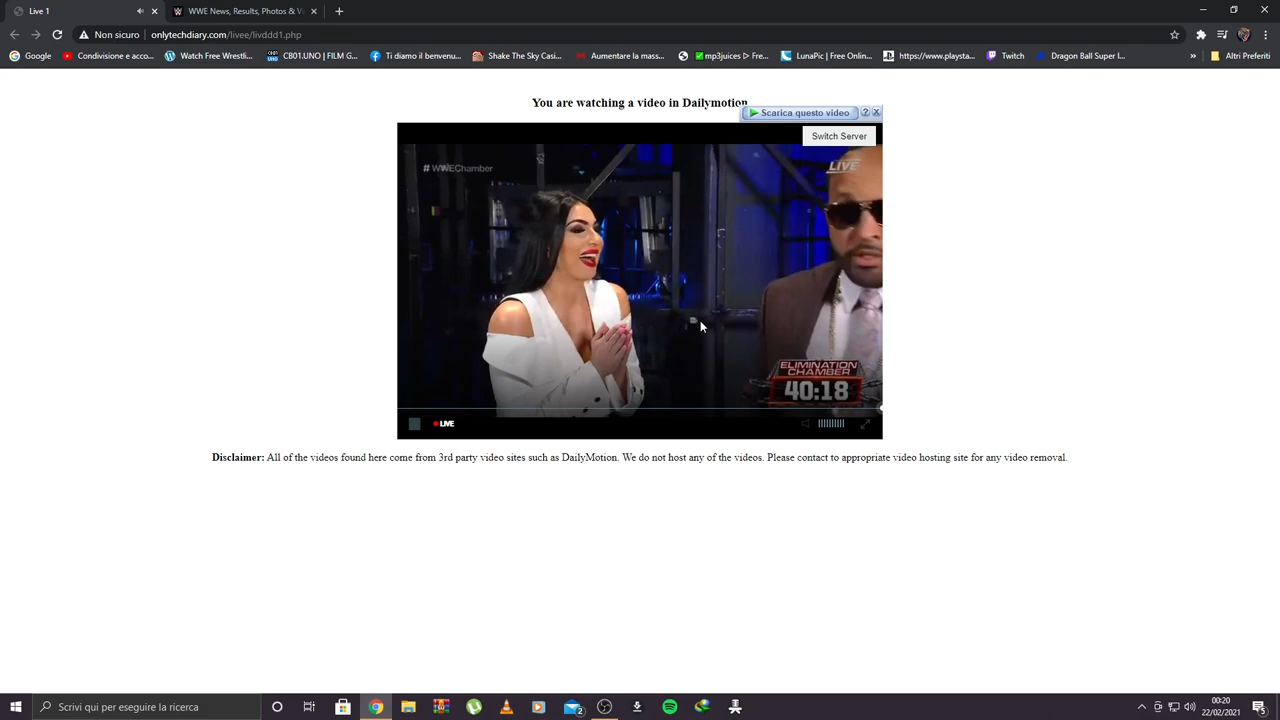 Live 1
WWE News, Results, Photos & V
Non sicuro | onlytechdiary.com/livee/livddd1.php
Google
Condivisione e acco...
Watch Free Wrestlin...
CB01.UNO | FILM G...
Ti diamo il benvenu...
Shake The Sky Casin...
Aumentare la mass...
✅mp3juices ▷ Fre...
LunaPic | Free Onlin...
https://www.playsta...
Twitch
Dragon Ball Super I...
»
Altri Preferiti
You are watching a video in Dailymotion
Scarica questo video ? X
Switch Server
#WWEChamber
LIVE
ELIMINATION
CHAMBER
40:18
LIVE
Disclaimer: All of the videos found here come from 3rd party video sites such as DailyMotion. We do not host any of the videos. Please contact to appropriate video hosting site for any video removal.
Scrivi qui per eseguire la ricerca
2
00:20
22/02/2021